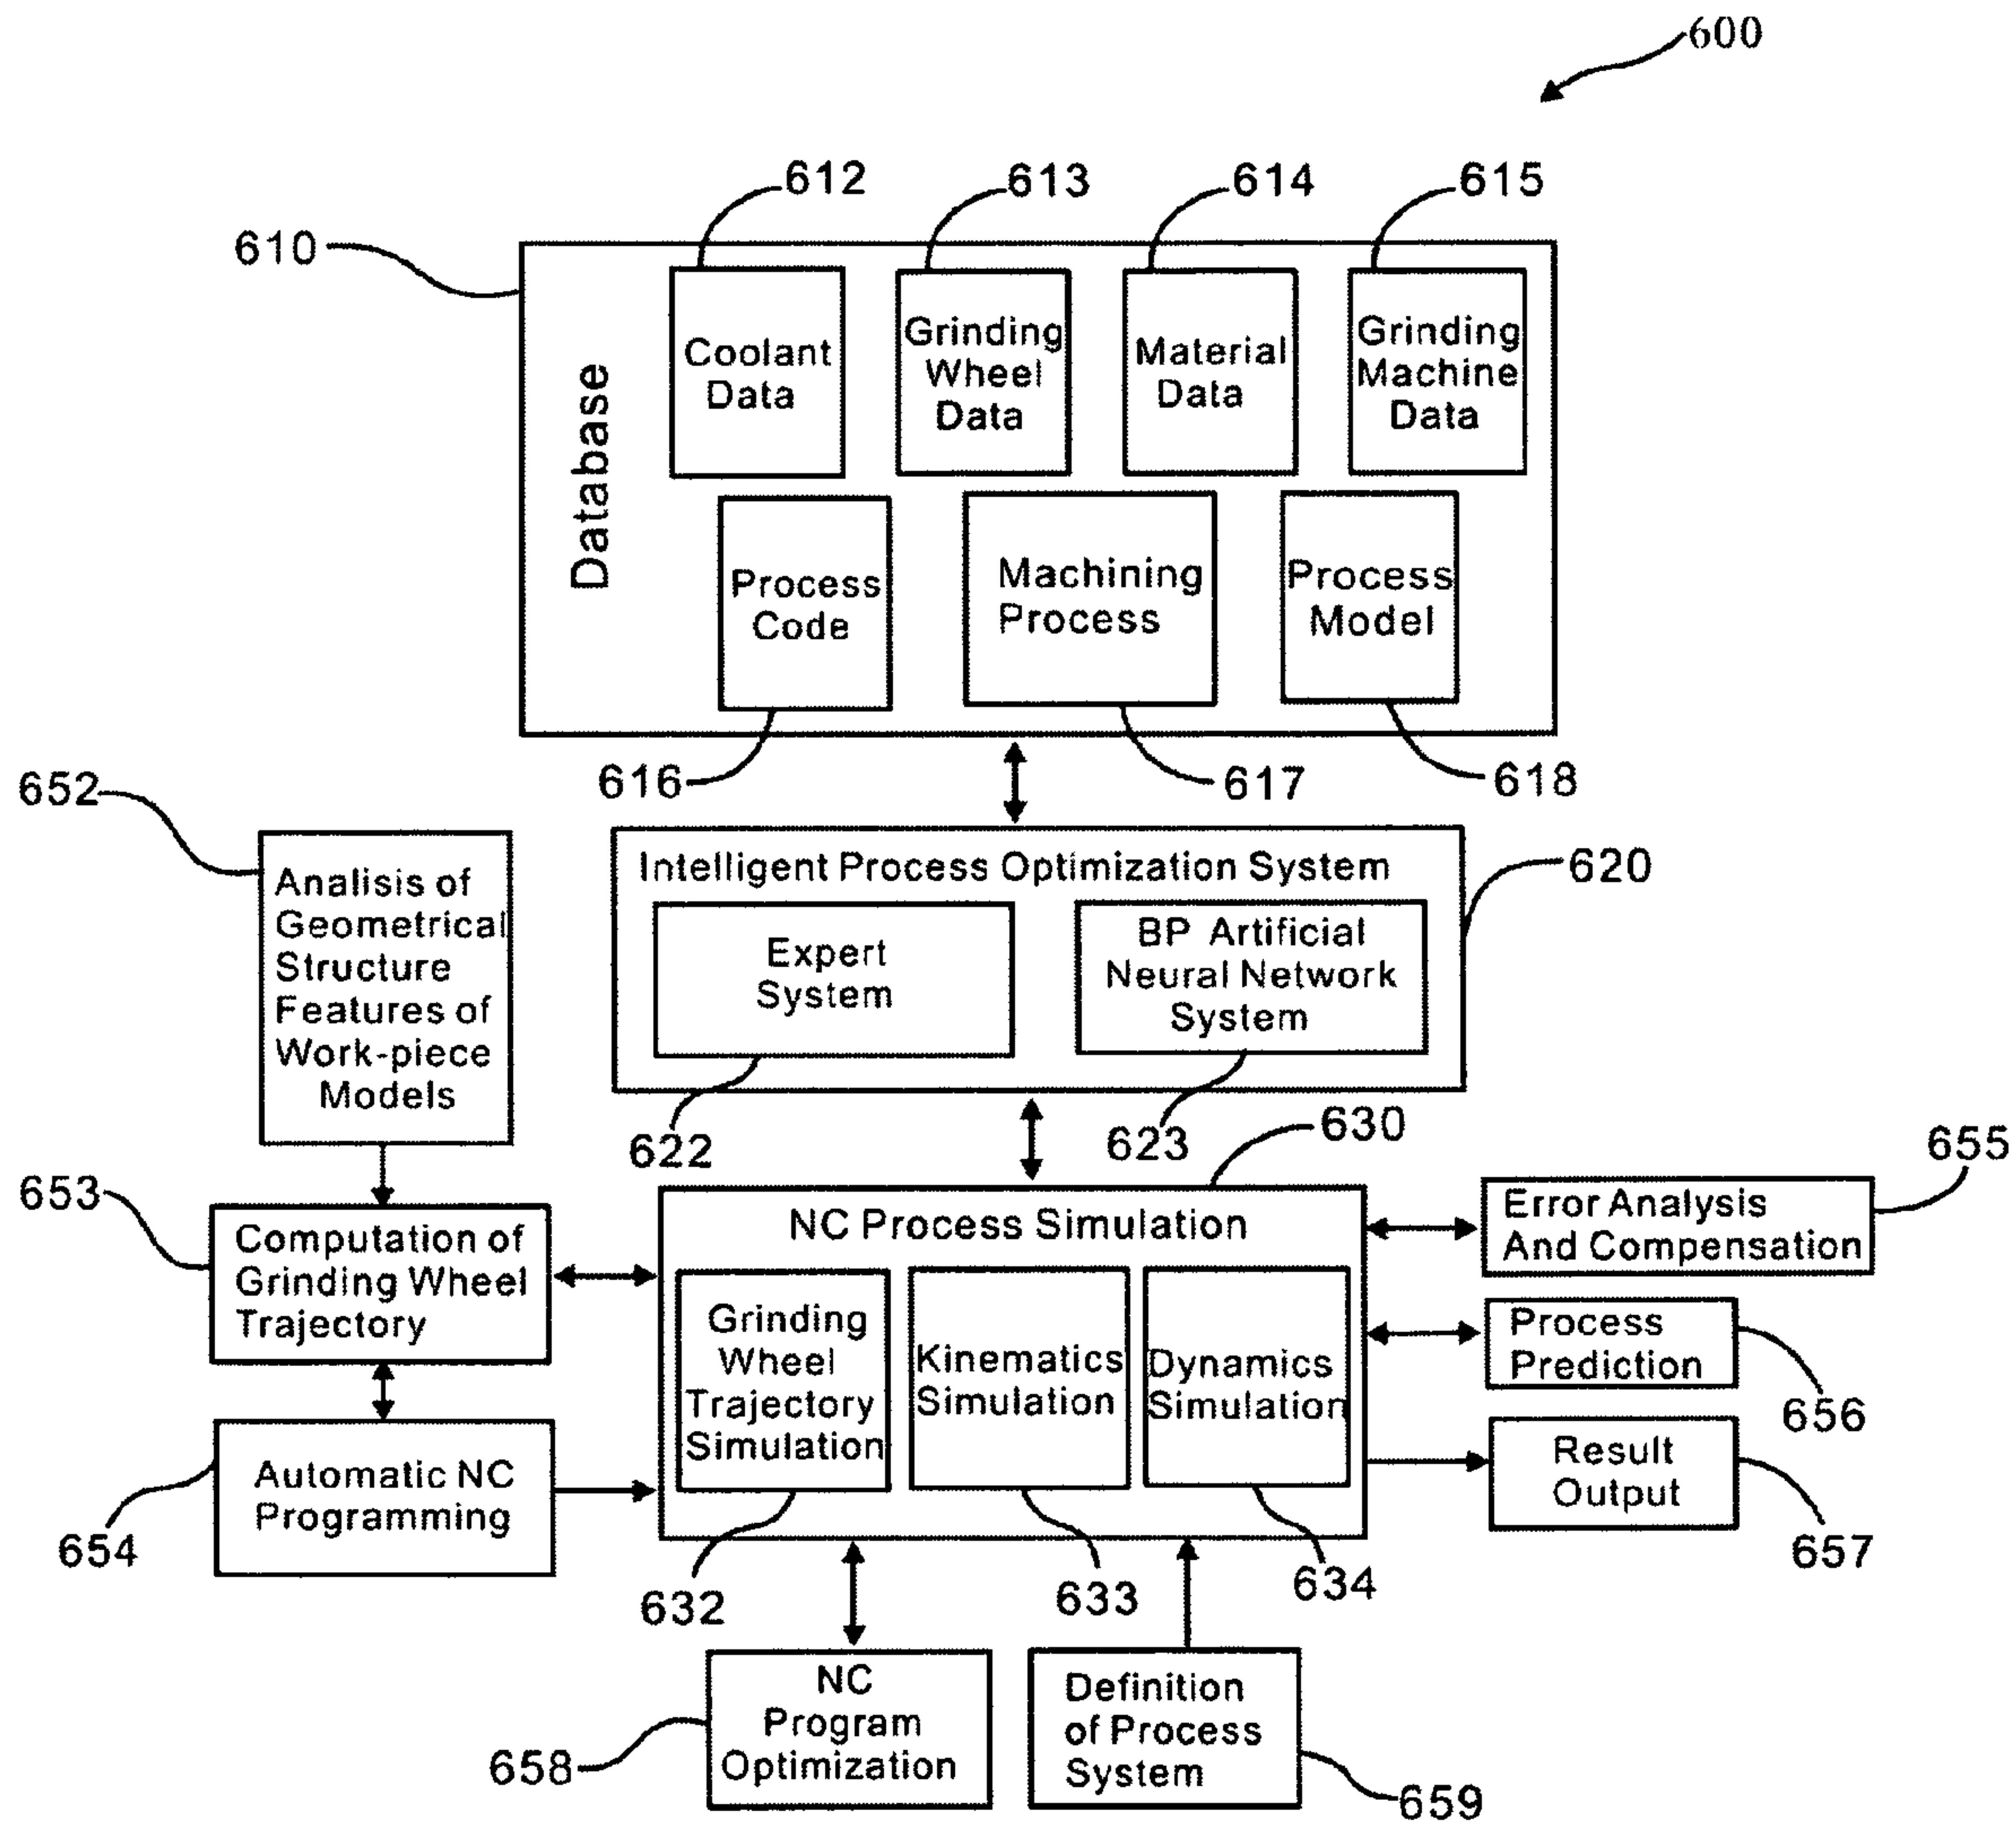 600
612
613
614
615
610
Database
Coolant
Data
Grinding
Wheel
Data
Material
Data
Grinding
Machine
Data
Process
Code
Machining
Process
Process
Model
616
617
618
652
Analisis of
Geometrical
Structure
Features of
Work-piece
Models
Intelligent Process Optimization System
620
Expert
System
BP Artificial
Neural Network
System
622
623
630
653
Computation of
Grinding Wheel
Trajectory
NC Process Simulation
Grinding
Wheel
Trajectory
Simulation
Kinematics
Simulation
Dynamics
Simulation
655
Error Analysis
And Compensation
Process
Prediction
656
Result
Output
657
Automatic NC
Programming
654
632
633
634
NC
Program
Optimization
658
Definition
of Process
System
659